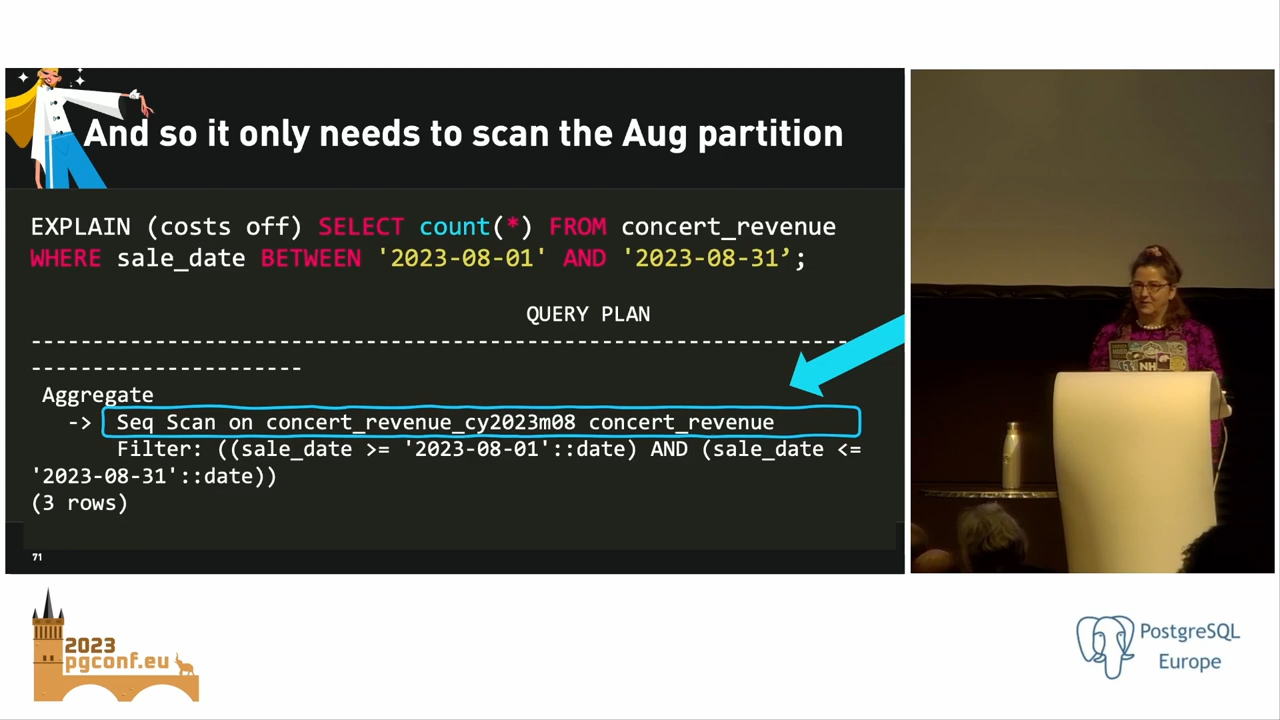 And so it only needs to scan the Aug partition
EXPLAIN (costs off) SELECT count(*) FROM concert_revenue
WHERE sale_date BETWEEN '2023-08-01' AND '2023-08-31’;
QUERY PLAN
------------------------------------------------------------------
----------------------
Aggregate
-> Seq Scan on concert_revenue_cy2023m08 concert_revenue
Filter: ((sale_date >= '2023-08-01'::date) AND (sale_date <=
'2023-08-31'::date))
(3 rows)
71
NH
2023
pgconf.eu
PostgreSQL
Europe